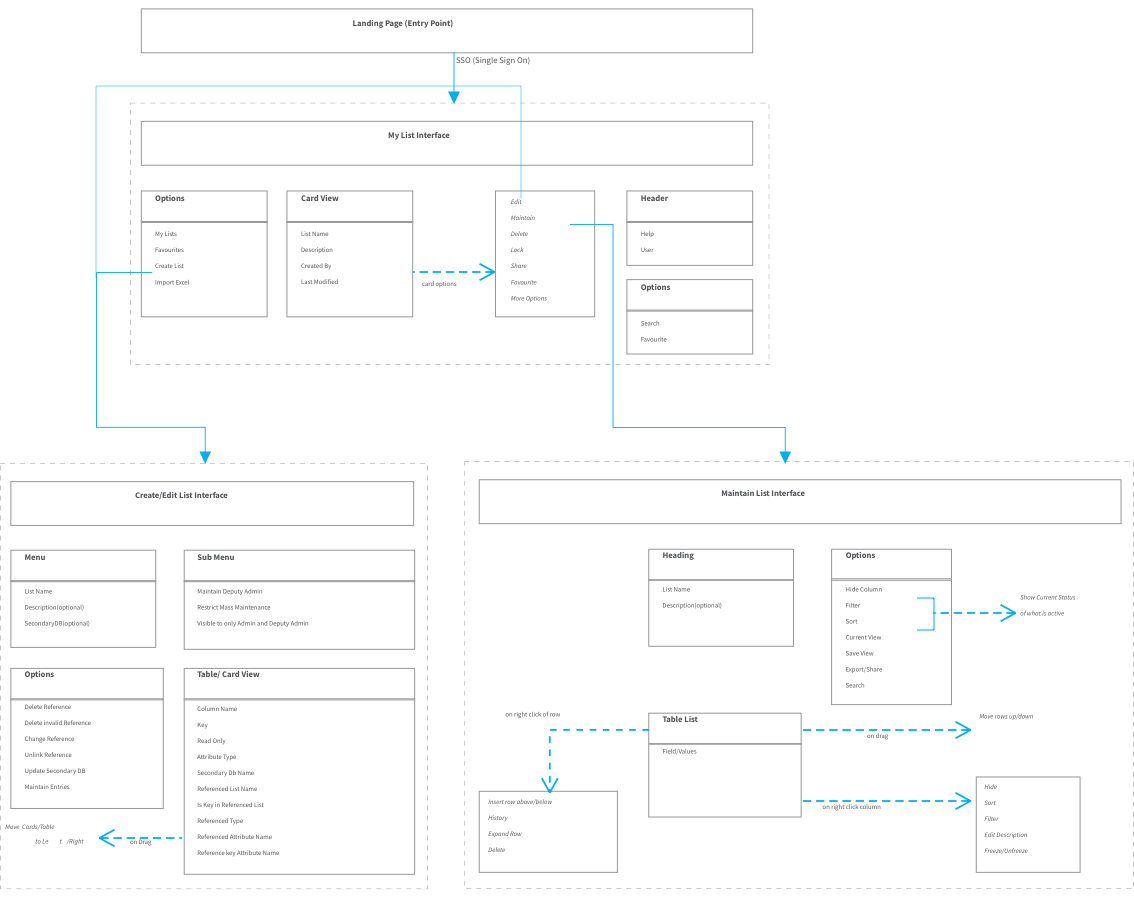 Landing Page (Entry Point)
SSO (Single Sign On)
My List Interface
Options
My Lists
Favourites
Create List
Import Excel
Card View
List Name
Description
Created By
Last Modified
card options
Edit
Maintain
Delete
Lock
Share
Favourite
More Options
Header
Help
User
Options
Search
Favourite
Create/Edit List Interface
Menu
List Name
Description(optional)
SecondaryDB(optional)
Sub Menu
Maintain Deputy Admin
Restrict Mass Maintenance
Visible to only Admin and Deputy Admin
Options
Delete Reference
Delete invalid Reference
Change Reference
Unlink Reference
Update Secondary DB
Maintain Entries
Table/ Card View
Column Name
Key
Read Only
Attribute Type
Secondary Db Name
Referenced List Name
Is Key in Referenced List
Referenced Type
Referenced Attribute Name
Reference key Attribute Name
on Drag
Move Cards/Table
to Le t /Right
Maintain List Interface
Heading
List Name
Description(optional)
Options
Hide Column
Filter
Sort
Current View
Save View
Export/Share
Search
Show Current Status
of what is active
on right click of row
Table List
Field/Values
on drag
Move rows up/down
on right click column
Insert row above/below
History
Expand Row
Delete
Hide
Sort
Filter
Edit Description
Freeze/Unfreeze